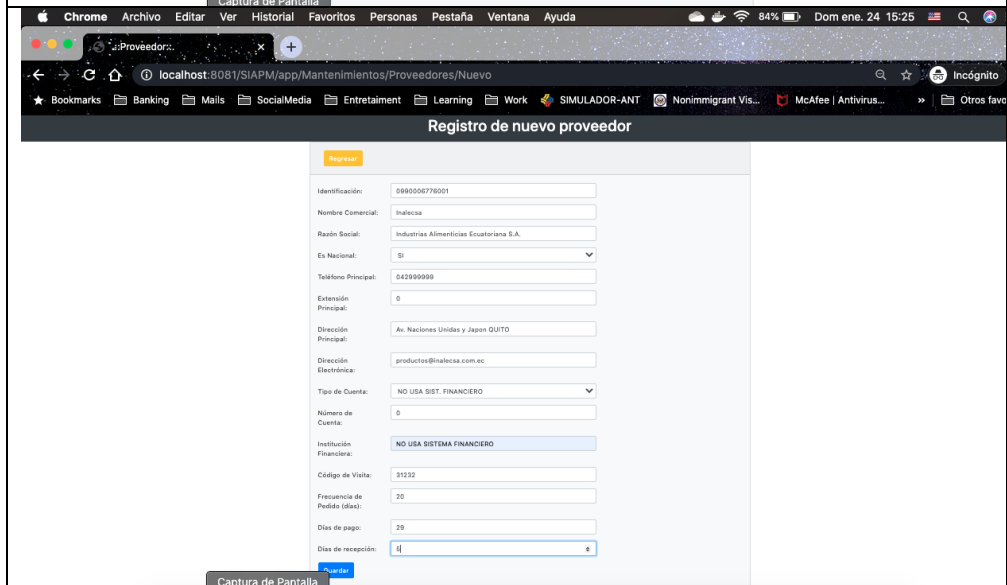 Captura de Pantalla
Chrome Archivo Editar Ver Historial Favoritos Personas Pestaña Ventana Ayuda 84% Dom ene. 24 15:25
.::Proveedor::.
localhost:8081/SIAPM/app/Mantenimientos/Proveedores/Nuevo Incógnito
Bookmarks Banking Mails SocialMedia Entretaiment Learning Work SIMULADOR-ANT Nonimmigrant Vis... McAfee | Antivirus... » Otros favo
Registro de nuevo proveedor
Regresar
Identificación: 0990006776001
Nombre Comercial: Inalecsa
Razón Social: Industrias Alimenticias Ecuatoriana S.A.
Es Nacional: SI
Teléfono Principal: 042999999
Extensión Principal: 0
Dirección Principal: Av. Naciones Unidas y Japon QUITO
Dirección Electrónica: productos@inalecsa.com.ec
Tipo de Cuenta: NO USA SIST. FINANCIERO
Número de Cuenta: 0
Institución Financiera: NO USA SISTEMA FINANCIERO
Código de Visita: 31232
Frecuencia de Pedido (días): 20
Días de pago: 29
Días de recepción: 5
Guardar
Captura de Pantalla